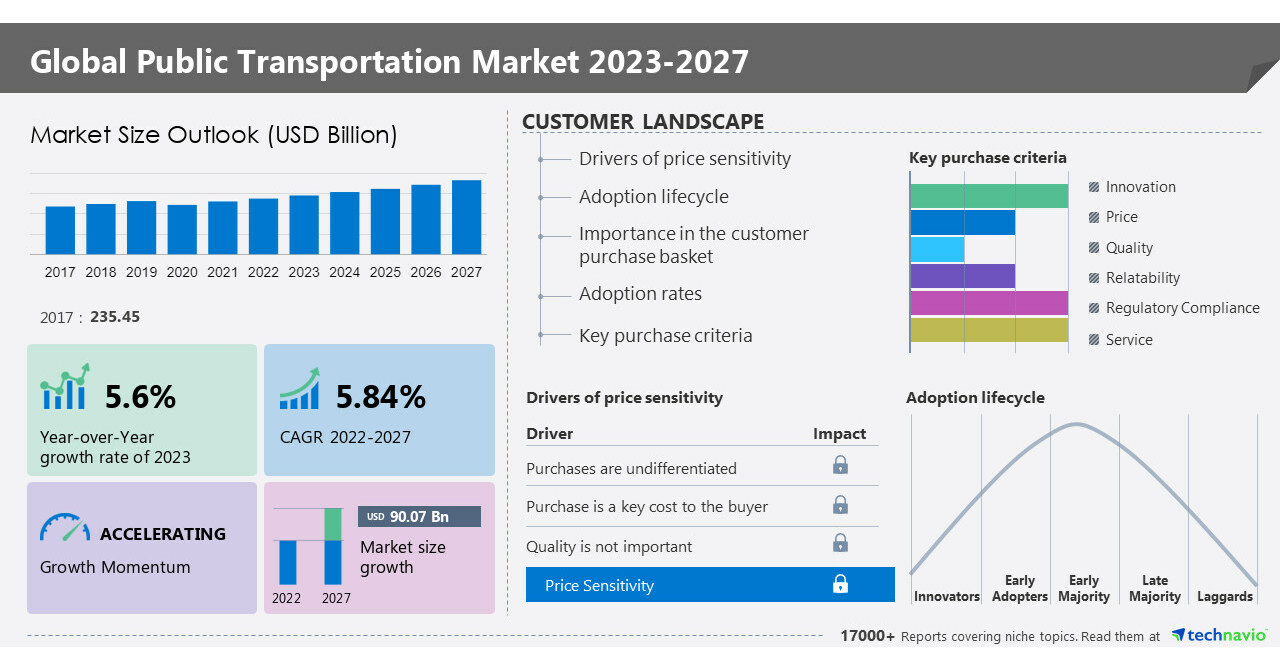 Global Public Transportation Market 2023-2027
Market Size Outlook (USD Billion)
2017 2018 2019 2020 2021 2022 2023 2024 2025 2026 2027
2017 : 235.45
5.6%
Year-over-Year
growth rate of 2023
5.84%
CAGR 2022-2027
ACCELERATING
Growth Momentum
USD 90.07 Bn
Market size
growth
2022 2027
CUSTOMER LANDSCAPE
Drivers of price sensitivity
Adoption lifecycle
Importance in the customer
purchase basket
Adoption rates
Key purchase criteria
Key purchase criteria
Innovation
Price
Quality
Relatability
Regulatory Compliance
Service
Drivers of price sensitivity
Driver Impact
Purchases are undifferentiated
Purchase is a key cost to the buyer
Quality is not important
Price Sensitivity
Adoption lifecycle
Innovators
Early
Adopters
Early
Majority
Late
Majority
Laggards
17000+ Reports covering niche topics. Read them at technavio